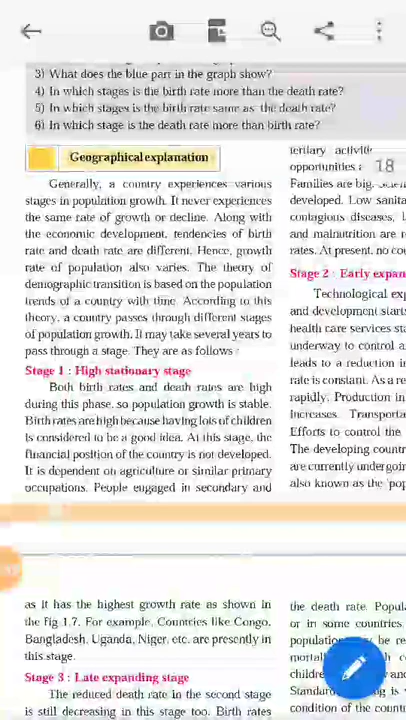 3) What does the blue part in the graph show?
4) In which stages is the birth rate more than the death rate?
5) In which stages is the birth rate same as the death rate?
6) In which stage is the death rate more than birth rate?
Geographical explanation
Generally, a country experiences various
stages in population growth. It never experiences
the same rate of growth or decline. Along with
the economic development, tendencies of birth
rate and death rate are different. Hence, growth
rate of population also varies. The theory of
demographic transition is based on the population
trends of a country with time. According to this
theory, a country passes through different stages
of population growth. It may take several years to
pass through a stage. They are as follows :
Stage 1 : High stationary stage
Both birth rates and death rates are high
during this phase, so population growth is stable.
Birth rates are high because having lots of children
is considered to be a good idea. At this stage, the
financial position of the country is not developed.
It is dependent on agriculture or similar primary
occupations. People engaged in secondary and
tertiary
opportunities
18
Families are big.
developed. Low sanita
contagious diseases, l
and malnutrition are r
rates. At present, no co
Stage 2 : Early expan
Technological exp
and development starts
health care services sta
underway to control a
leads to a reduction in
rate is constant. As a re
rapidly. Production in
increases. Transporta
Efforts to control the
The developing countr
are currently undergoin
also known as the 'pop
as it has the highest growth rate as shown in
the fig 1.7. For example, Countries like Congo,
Bangladesh, Uganda, Niger, etc. are presently in
this stage.
Stage 3 : Late expanding stage
The reduced death rate in the second stage
is still decreasing in this stage too. Birth rates
the death rate. Popul
or in some countries
population be re
mortal
childre and
Standard is
condition of the count